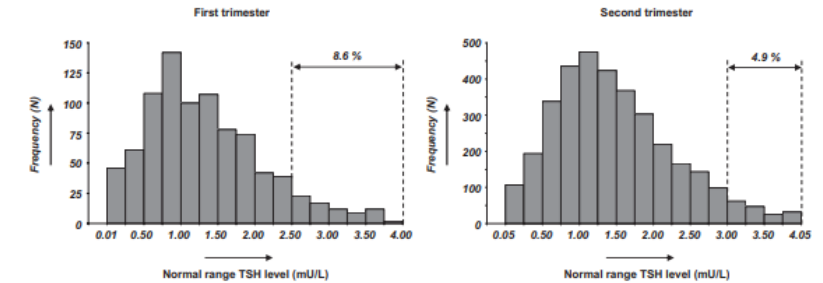 First trimester
150
125
100
75
50
25
0
Frequency (N)
8.6 %
0.01 0.50 1.00 1.50 2.00 2.50 3.00 3.50 4.00
Normal range TSH level (mU/L)
Second trimester
500
400
300
200
100
0
Frequency (N)
4.9 %
0.05 0.50 1.00 1.50 2.00 2.50 3.00 3.50 4.05
Normal range TSH level (mU/L)